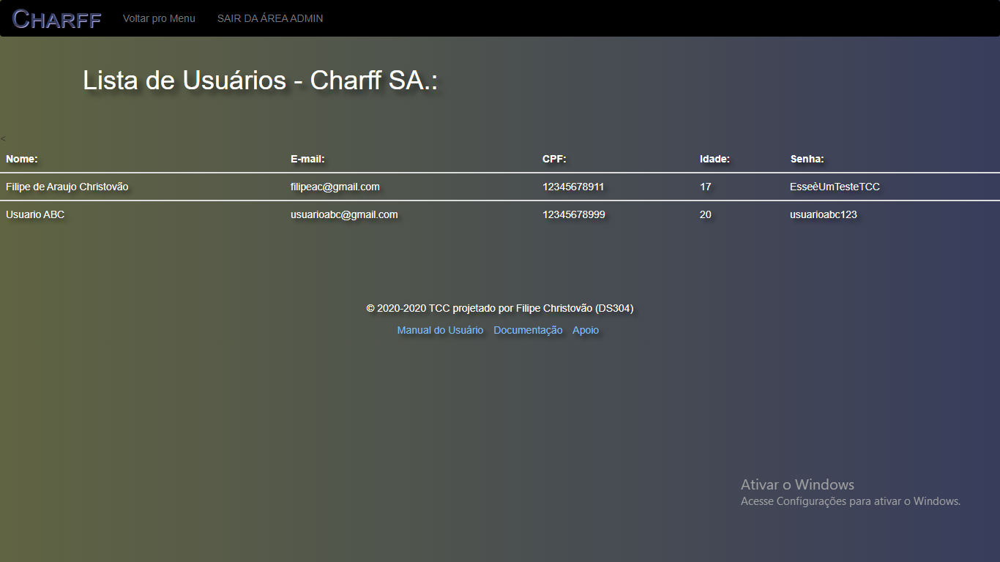 CHARFF Voltar pro Menu SAIR DA ÁREA ADMIN
Lista de Usuários - Charff SA.:
<
Nome: E-mail: CPF: Idade: Senha:
Filipe de Araujo Christovão filipeac@gmail.com 12345678911 17 EsseèUmTesteTCC
Usuario ABC usuarioabc@gmail.com 12345678999 20 usuarioabc123
© 2020-2020 TCC projetado por Filipe Christovão (DS304)
Manual do Usuário Documentação Apoio
Ativar o Windows
Acesse Configurações para ativar o Windows.